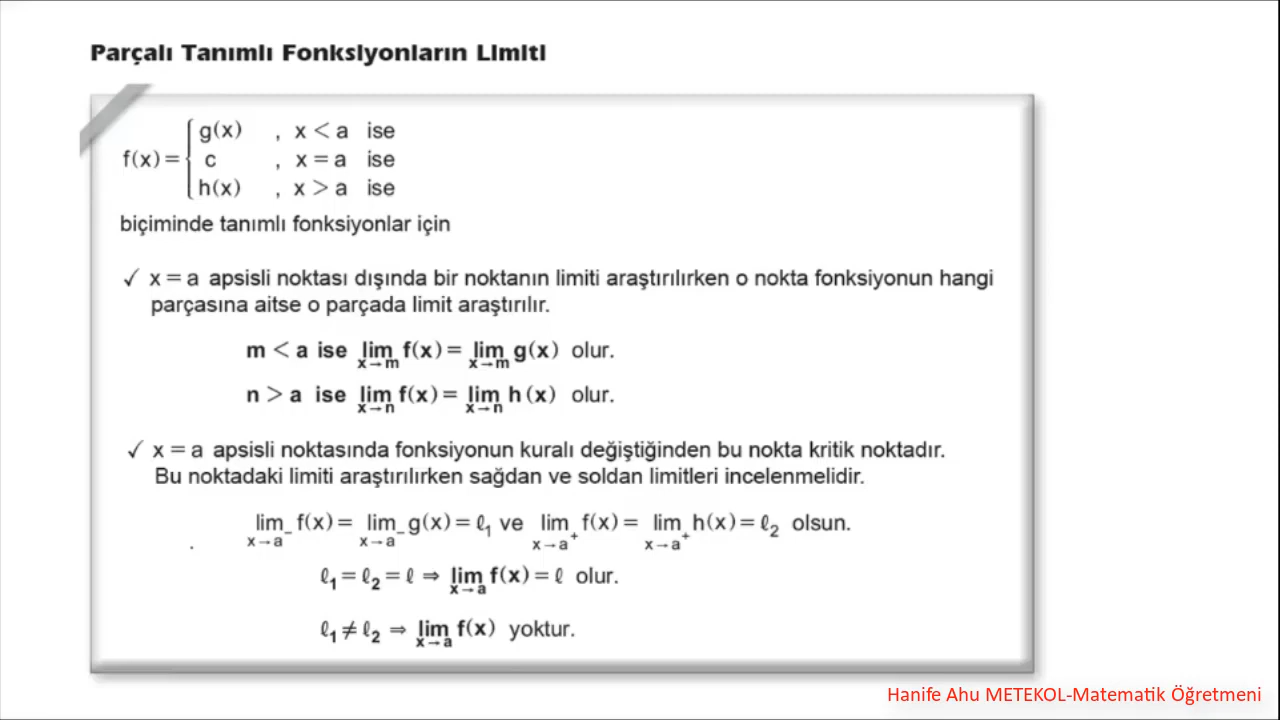 Parçalı Tanımlı Fonksiyonların Limiti
f(x) = { g(x) , x < a ise
c , x = a ise
h(x) , x > a ise
biçiminde tanımlı fonksiyonlar için
✓ x = a apsisli noktası dışında bir noktanın limiti araştırılırken o nokta fonksiyonun hangi
parçasına aitse o parçada limit araştırılır.
m < a ise lim x→m f(x) = lim x→m g(x) olur.
n > a ise lim x→n f(x) = lim x→n h(x) olur.
✓ x = a apsisli noktasında fonksiyonun kuralı değiştiğinden bu nokta kritik noktadır.
Bu noktadaki limiti araştırılırken sağdan ve soldan limitleri incelenmelidir.
lim x→a⁻ f(x) = lim x→a⁻ g(x) = ℓ₁ ve lim x→a⁺ f(x) = lim x→a⁺ h(x) = ℓ₂ olsun.
ℓ₁ = ℓ₂ = ℓ ⇒ lim x→a f(x) = ℓ olur.
ℓ₁ ≠ ℓ₂ ⇒ lim x→a f(x) yoktur.
Hanife Ahu METEKOL-Matematik Öğretmeni